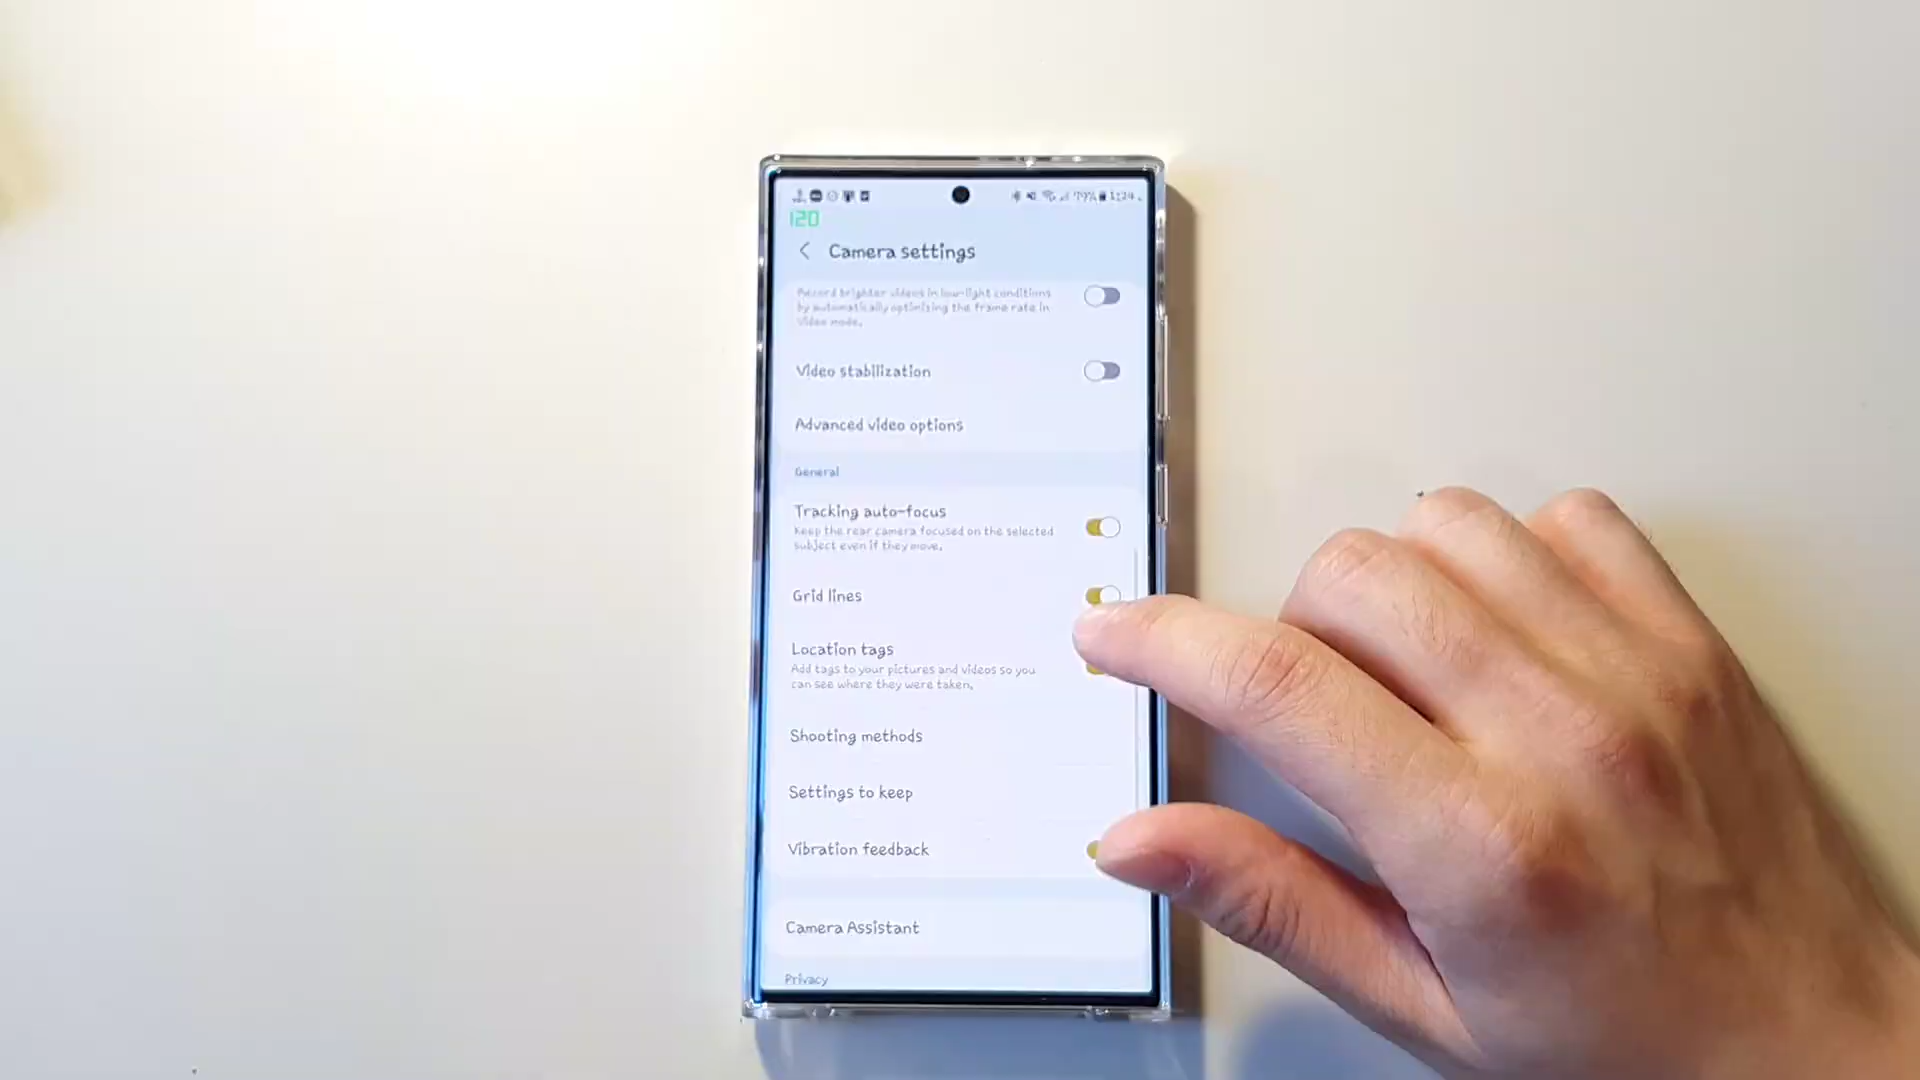 79% 1:24
120
Camera settings
Record brighter videos in low-light conditions
by automatically optimizing the frame rate in
Video mode.
Video stabilization
Advanced video options
General
Tracking auto-focus
Keep the rear camera focused on the selected
subject even if they move.
Grid lines
Location tags
Add tags to your pictures and videos so you
can see where they were taken.
Shooting methods
Settings to keep
Vibration feedback
Camera Assistant
Privacy